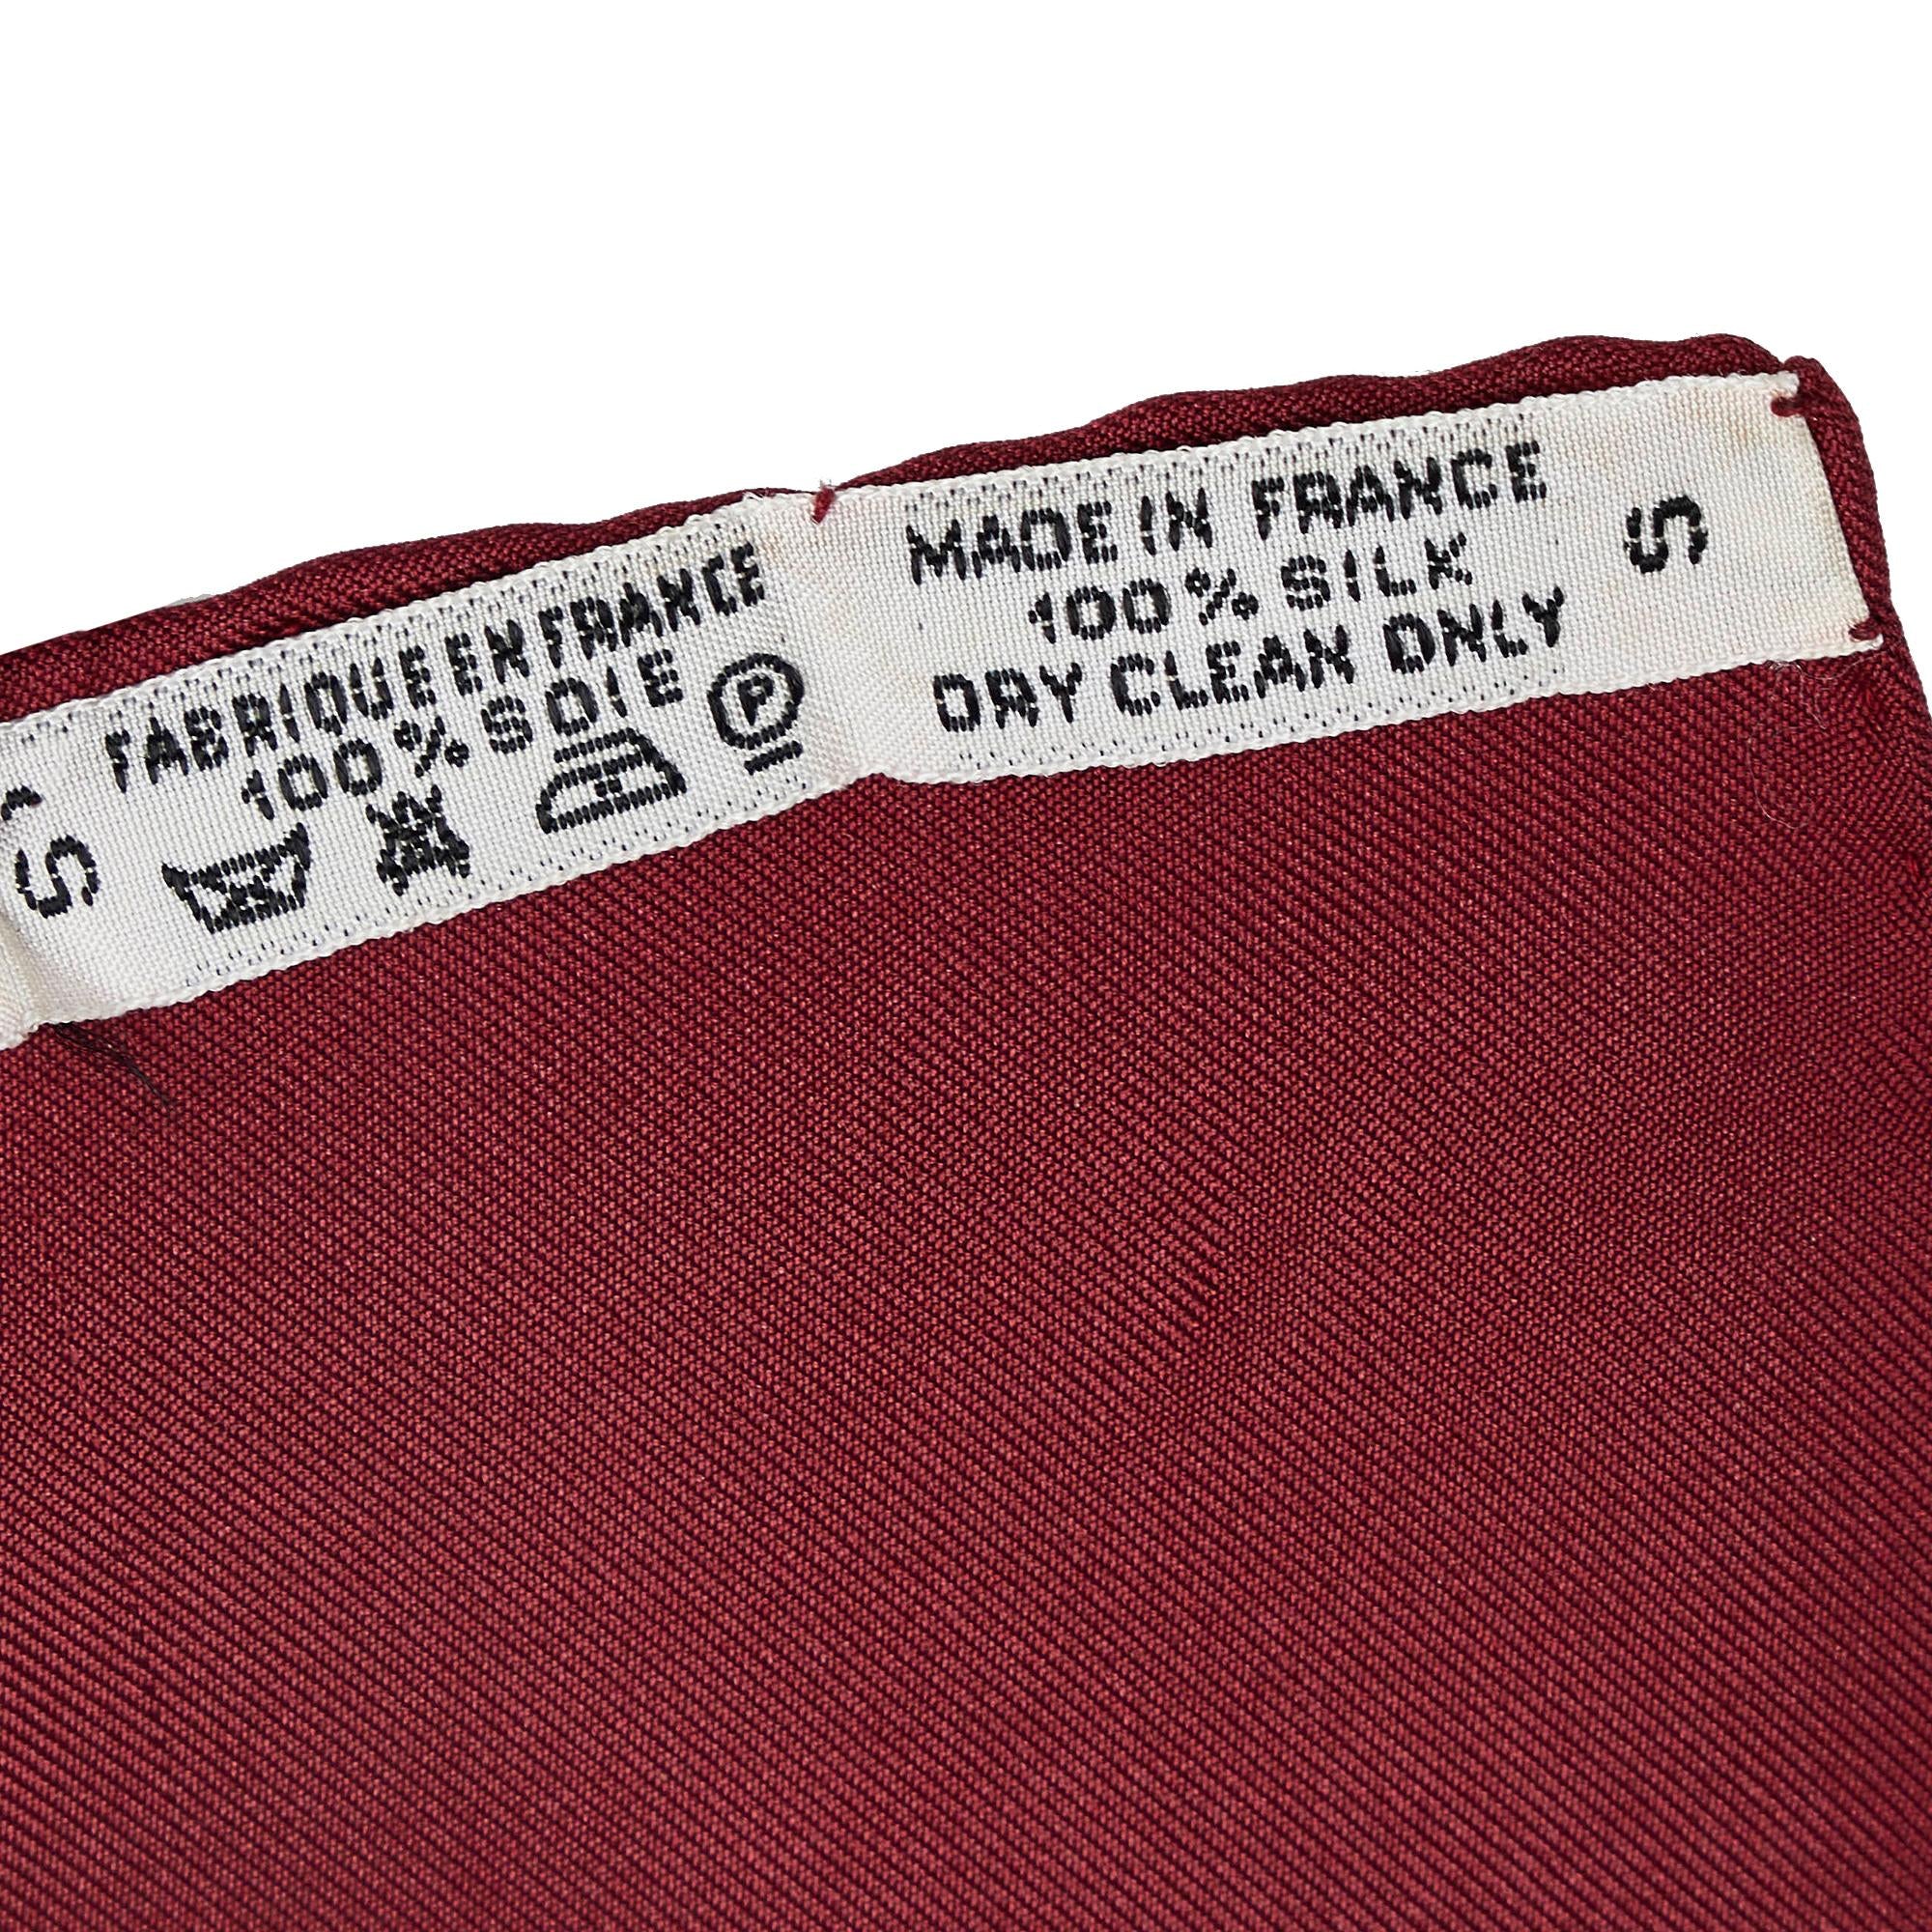 FABRIQUE EN FRANCE
100% SOIE
P
S
MADE IN FRANCE
100% SILK
DRY CLEAN ONLY
S